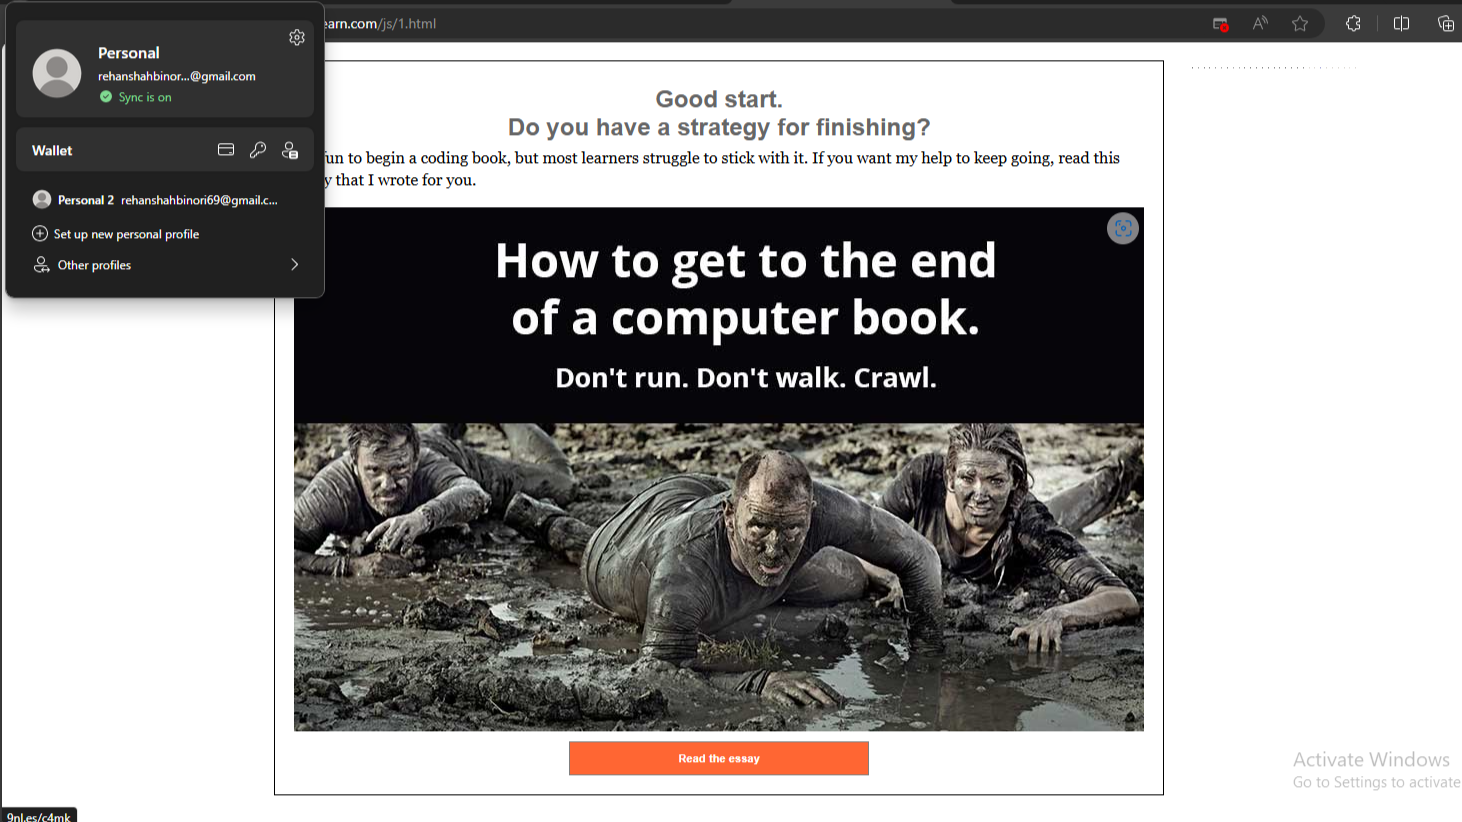 earn.com/js/1.html
Personal
rehanshahbinor...@gmail.com
Sync is on
Wallet
Personal 2 rehanshahbinori69@gmail.c...
Set up new personal profile
Other profiles
Good start.
Do you have a strategy for finishing?
un to begin a coding book, but most learners struggle to stick with it. If you want my help to keep going, read this
y that I wrote for you.
How to get to the end
of a computer book.
Don't run. Don't walk. Crawl.
Read the essay
Activate Windows
Go to Settings to activate
9nl.es/c4mk